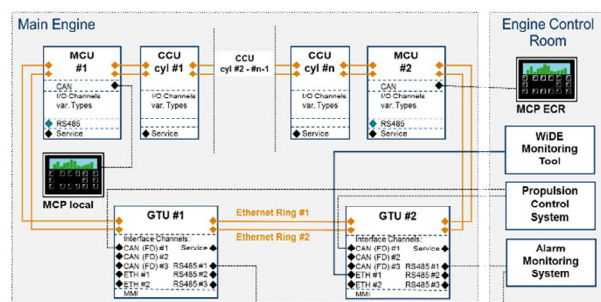 Main Engine
Engine Control
Room
MCU
#1
CAN
I/O Channels
var. Types
RS485
Service
CCU
cyl #1
I/O Channels
var. Types
Service
CCU
cyl #2 - #n-1
CCU
cyl #n
I/O Channels
var. Types
Service
MCU
#2
CAN
I/O Channels
var. Types
RS485
Service
MCP ECR
MCP local
WiDE
Monitoring
Tool
Propulsion
Control
System
Alarm
Monitoring
System
GTU #1
Interface Channels:
CAN (FD) #1 Service
CAN (FD) #2
CAN (FD) #3 RS485 #1
ETH #1 RS485 #2
ETH #2 RS485 #3
MMI
Ethernet Ring #1
Ethernet Ring #2
GTU #2
Interface Channels:
CAN (FD) #1 Service
CAN (FD) #2
CAN (FD) #3 RS485 #1
ETH #1 RS485 #2
ETH #2 RS485 #3
MMI